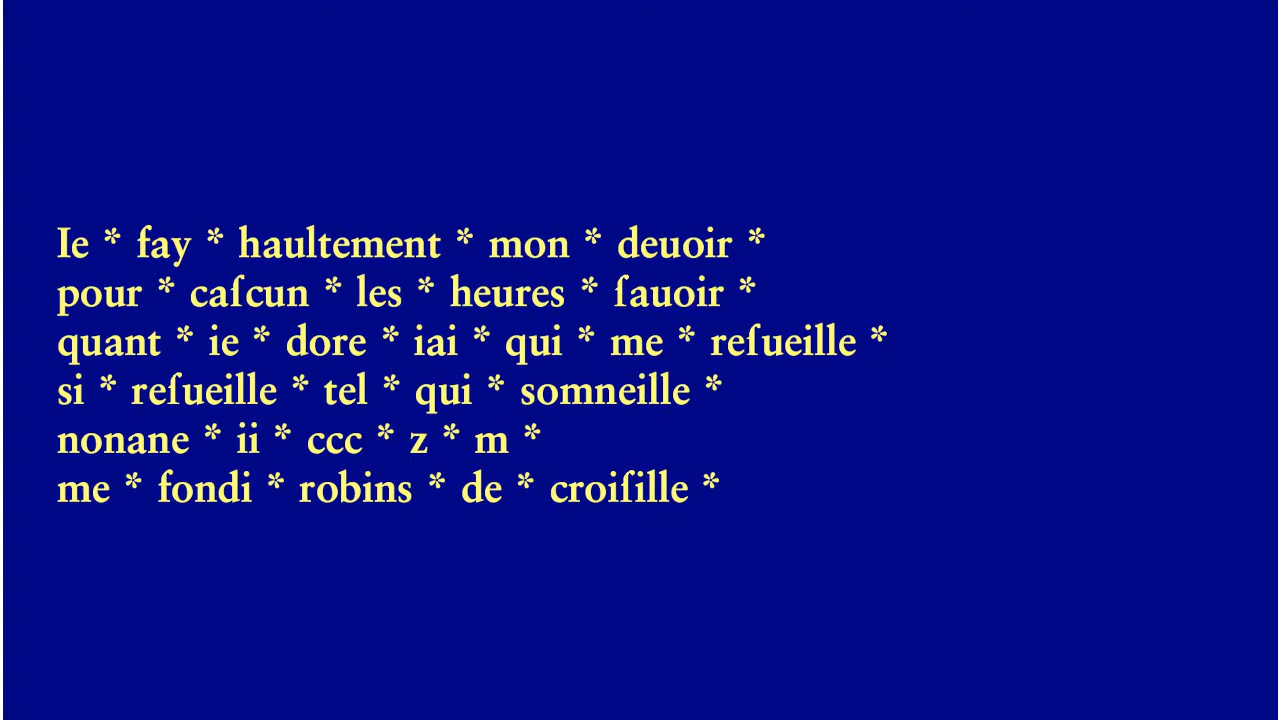 Ie * fay * haultement * mon * deuoir *
pour * caſcun * les * heures * ſauoir *
quant * ie * dore * iai * qui * me * reſueille *
si * reſueille * tel * qui * somneille *
nonane * ii * ccc * z * m *
me * fondi * robins * de * croiſille *